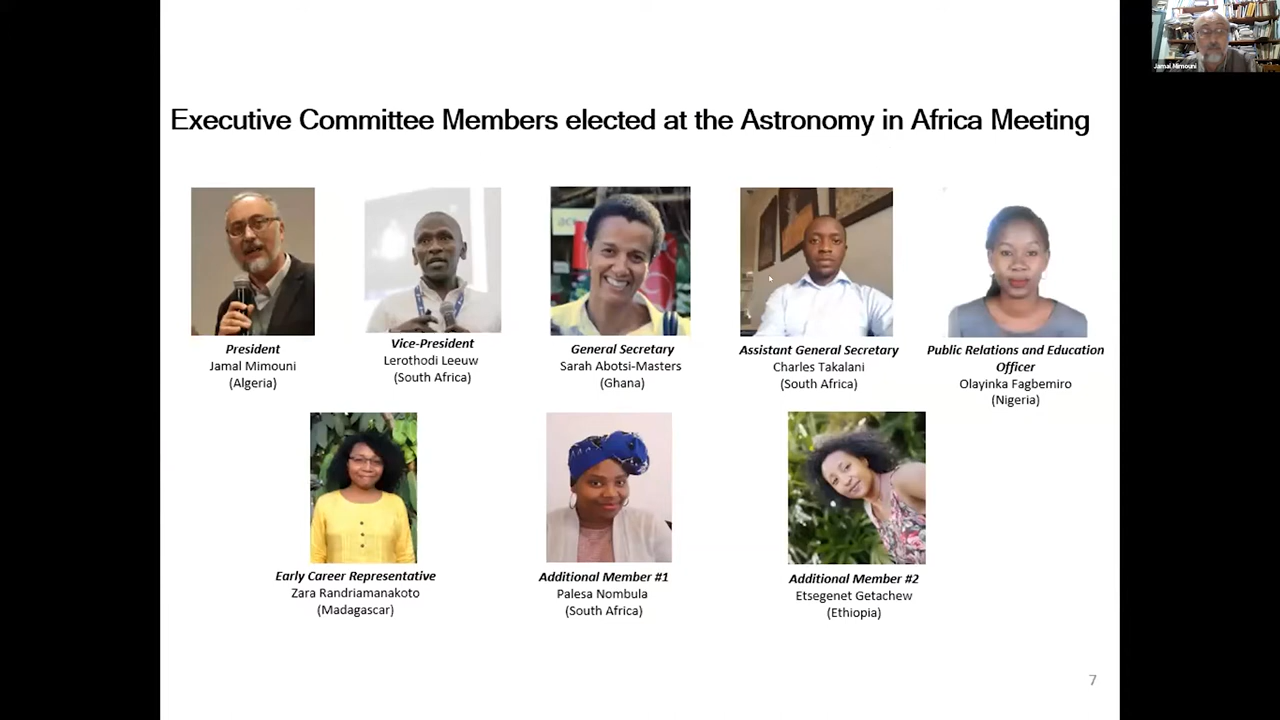 Executive Committee Members elected at the Astronomy in Africa Meeting
President
Jamal Mimouni
(Algeria)
Vice-President
Lerothodi Leeuw
(South Africa)
General Secretary
Sarah Abotsi-Masters
(Ghana)
Assistant General Secretary
Charles Takalani
(South Africa)
Public Relations and Education
Officer
Olayinka Fagbemiro
(Nigeria)
Early Career Representative
Zara Randriamanakoto
(Madagascar)
Additional Member #1
Palesa Nombula
(South Africa)
Additional Member #2
Etsegenet Getachew
(Ethiopia)
7
Jamal Mimouni